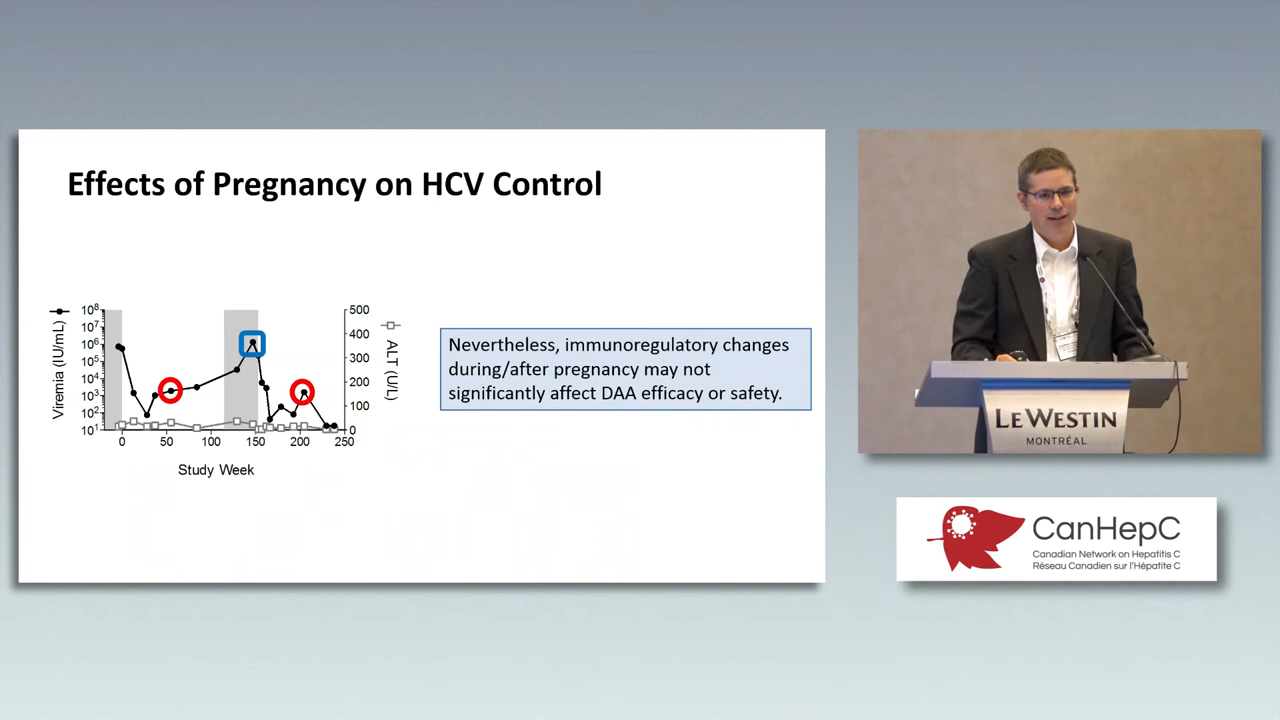 Effects of Pregnancy on HCV Control
Viremia (IU/mL)
10⁸
10⁷
10⁶
10⁵
10⁴
10³
10²
10¹
500
400
300
200
100
0
ALT (U/L)
0 50 100 150 200 250
Study Week
Nevertheless, immunoregulatory changes
during/after pregnancy may not
significantly affect DAA efficacy or safety.
LE WESTIN
MONTRÉAL
CanHepC
Canadian Network on Hepatitis C
Réseau Canadien sur l'Hépatite C